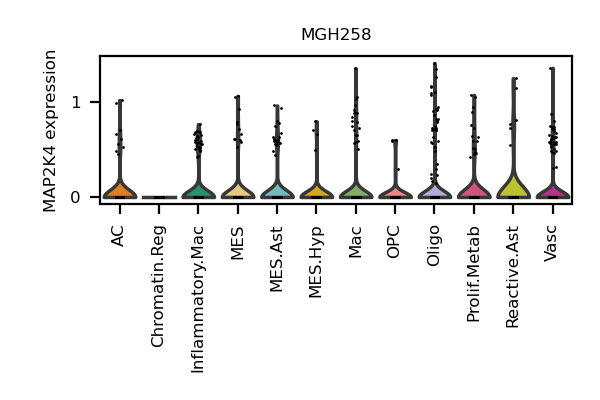 MGH258
MAP2K4 expression
1
0
AC
Chromatin.Reg
Inflammatory.Mac
MES
MES.Ast
MES.Hyp
Mac
OPC
Oligo
Prolif.Metab
Reactive.Ast
Vasc